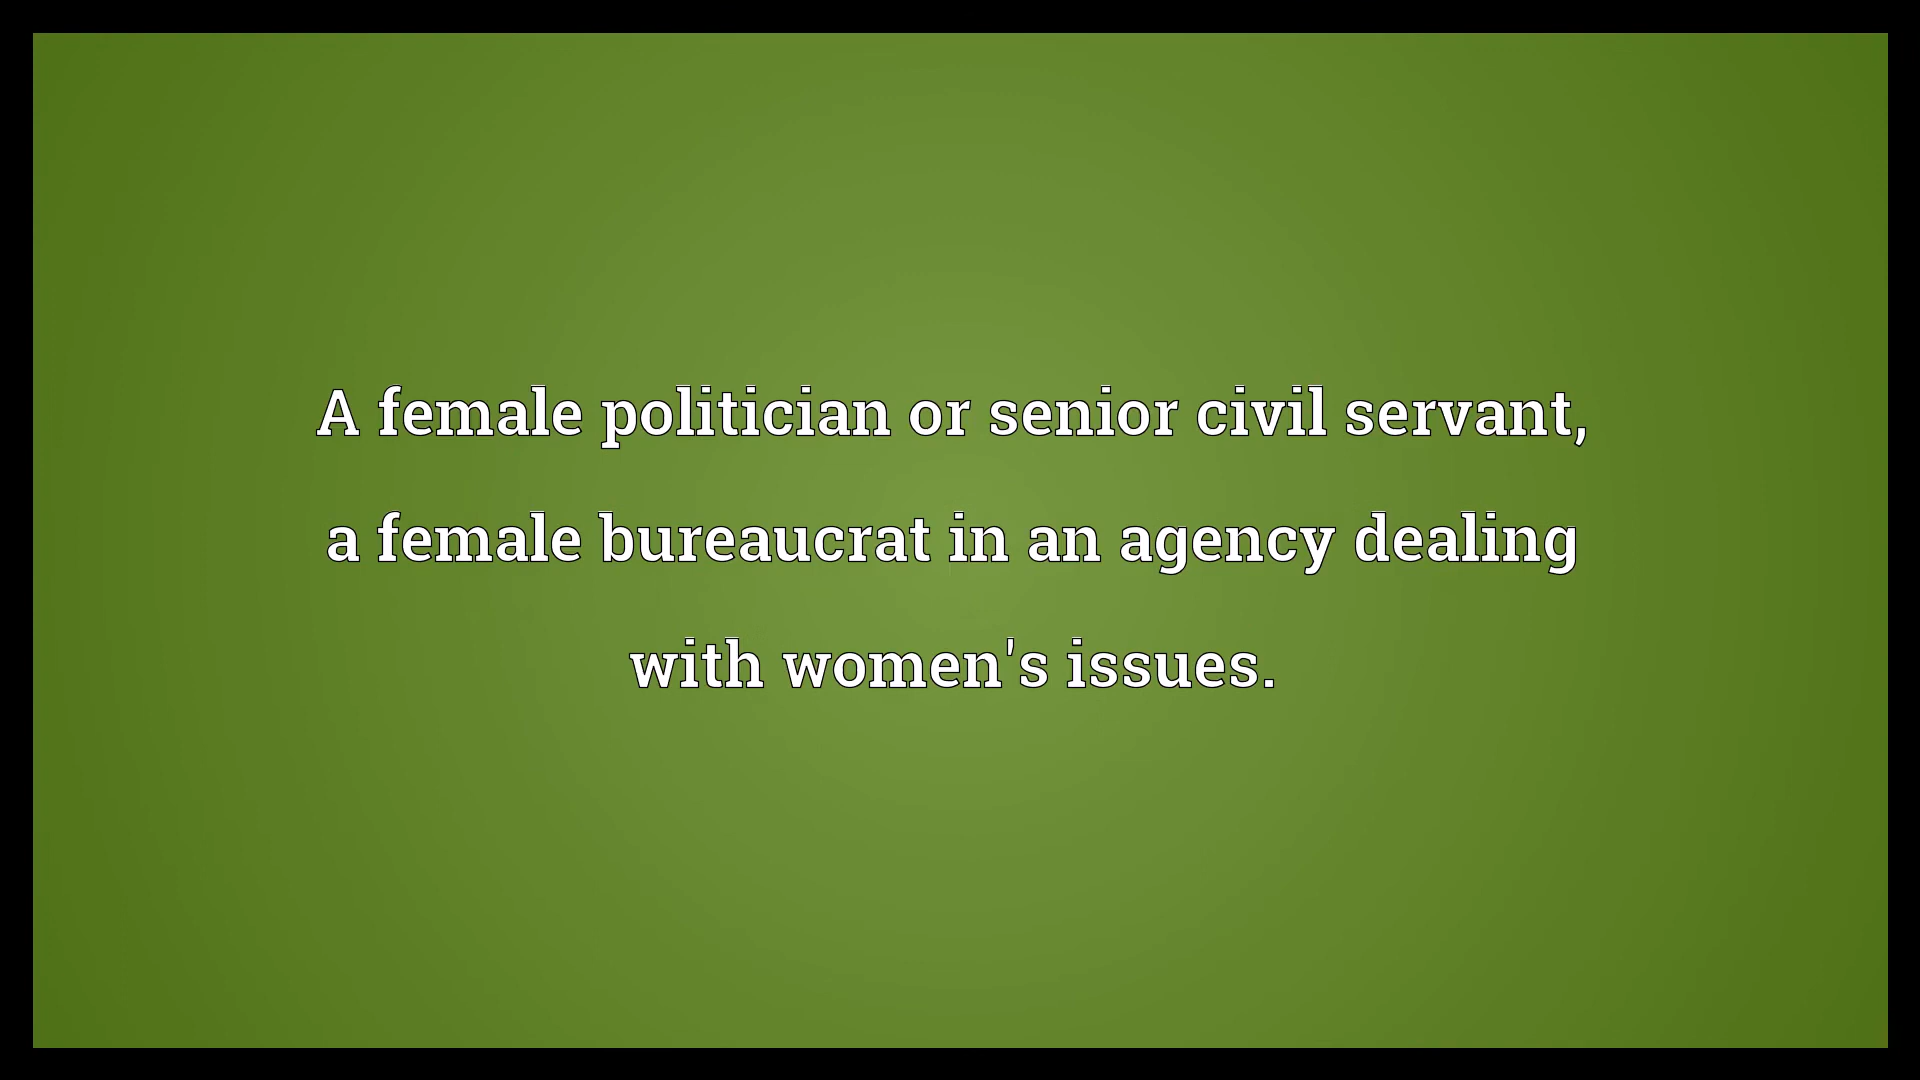 A female politician or senior civil servant,
a female bureaucrat in an agency dealing
with women's issues.